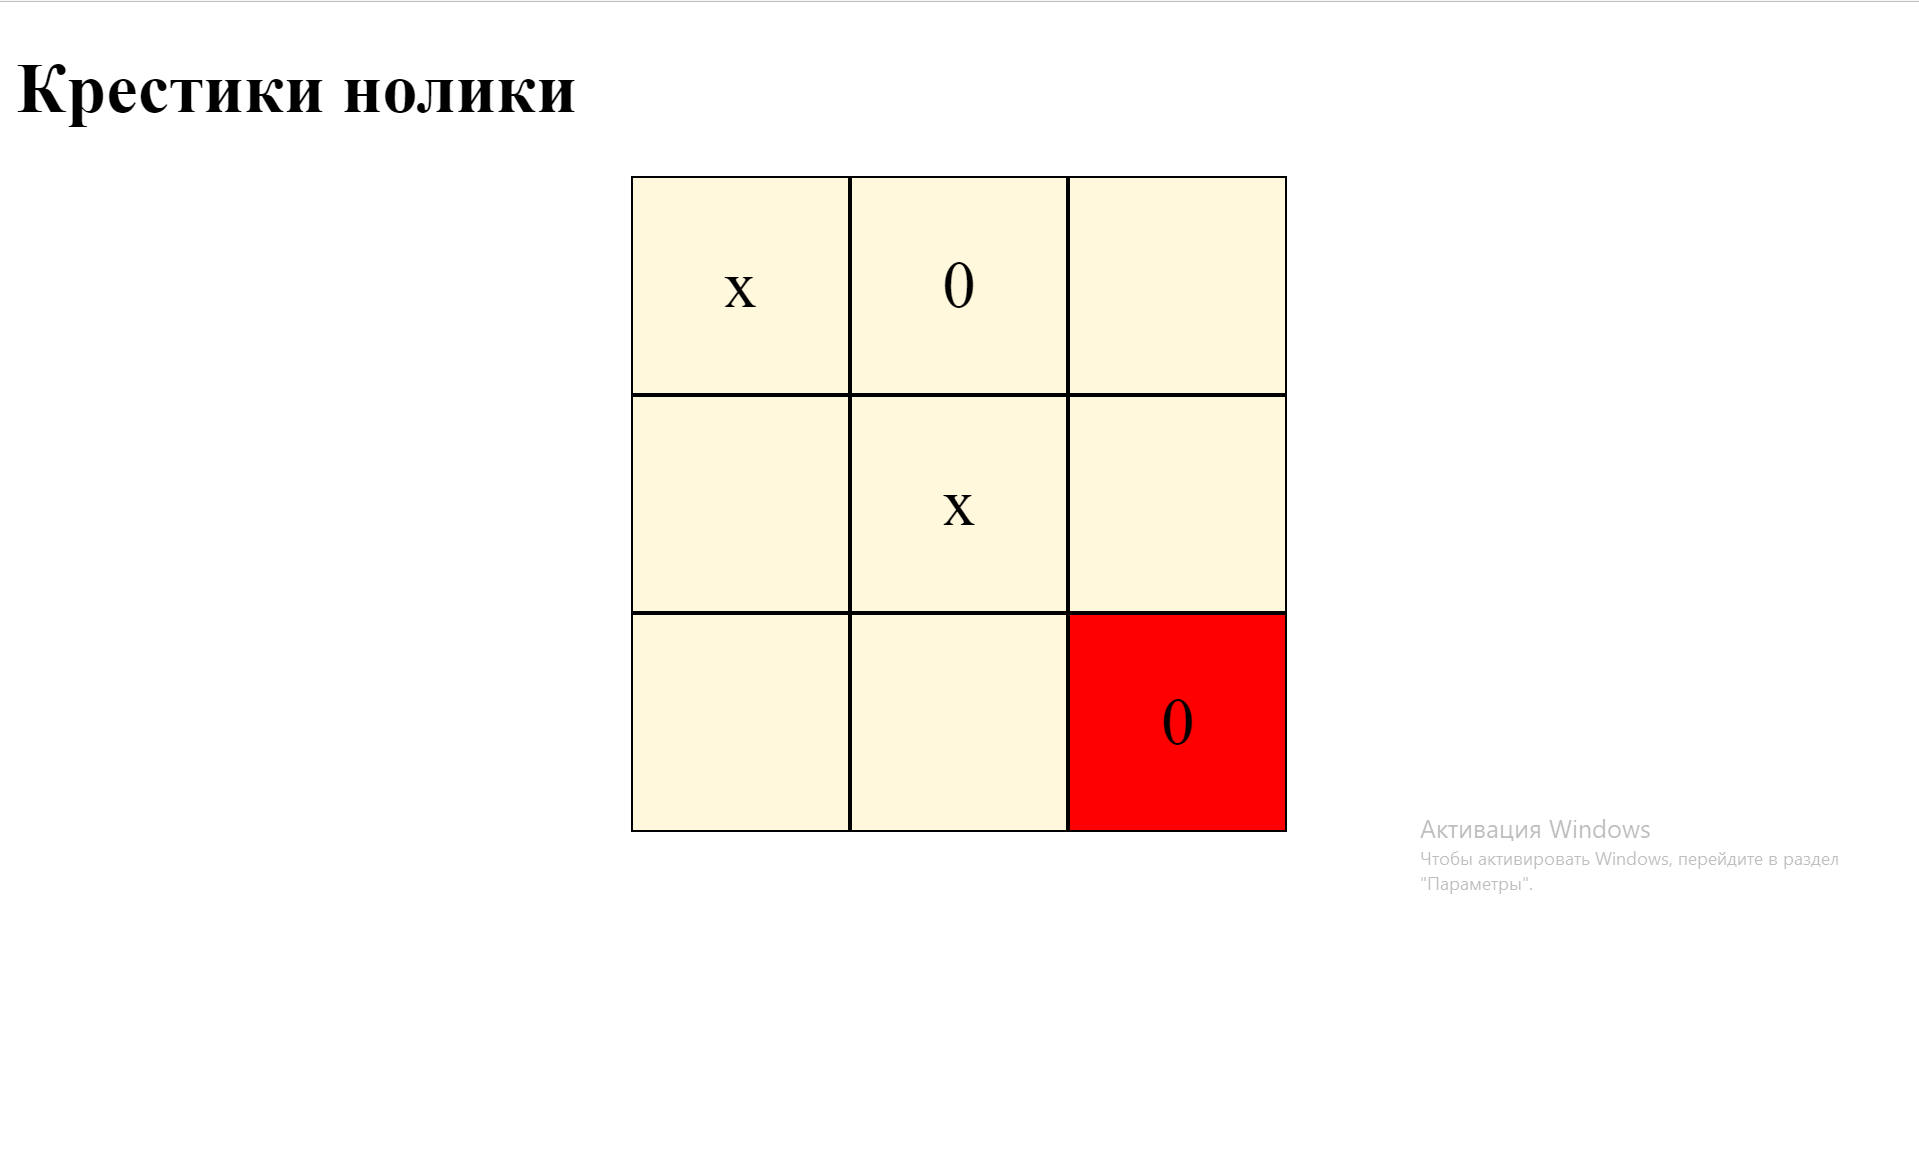 Крестики нолики
x 0
x
0
Активация Windows
Чтобы активировать Windows, перейдите в раздел
"Параметры".